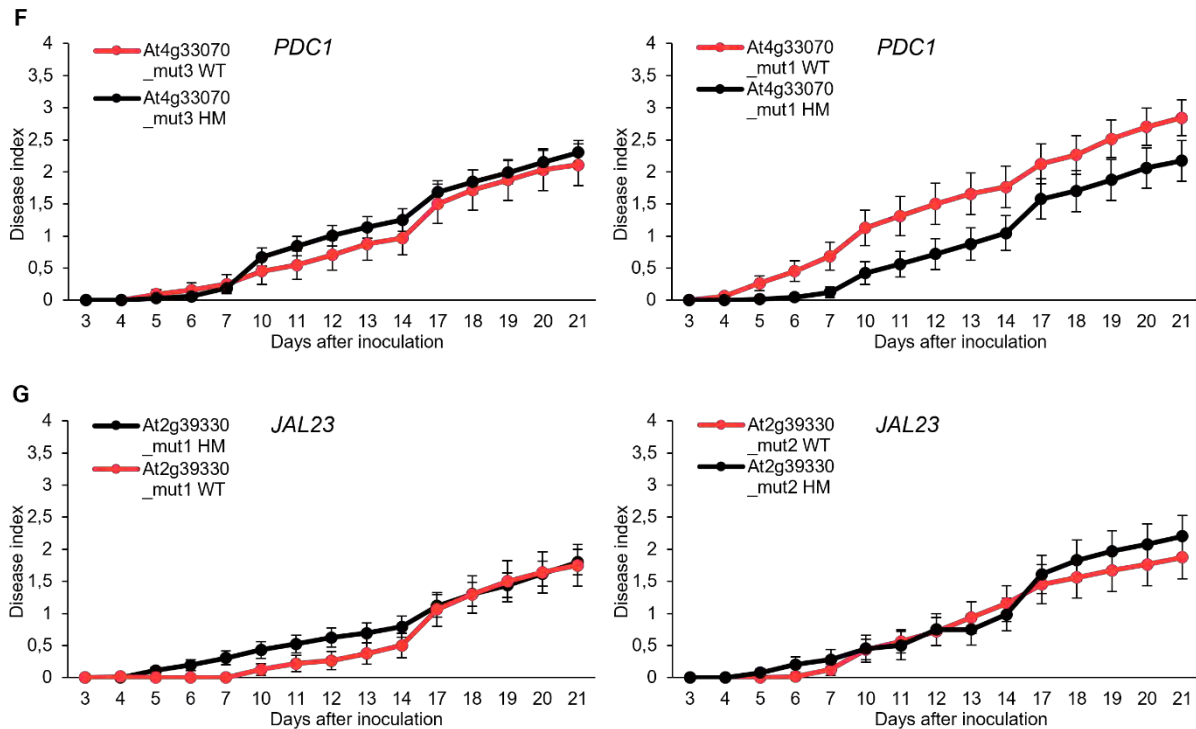 F
At4g33070
_mut3 WT
At4g33070
_mut3 HM
PDC1
4
3,5
3
2,5
2
1,5
1
0,5
0
Disease index
3 4 5 6 7 10 11 12 13 14 17 18 19 20 21
Days after inoculation
At4g33070
_mut1 WT
At4g33070
_mut1 HM
PDC1
4
3,5
3
2,5
2
1,5
1
0,5
0
Disease index
3 4 5 6 7 10 11 12 13 14 17 18 19 20 21
Days after inoculation
G
At2g39330
_mut1 HM
At2g39330
_mut1 WT
JAL23
4
3,5
3
2,5
2
1,5
1
0,5
0
Disease index
3 4 5 6 7 10 11 12 13 14 17 18 19 20 21
Days after inoculation
At2g39330
_mut2 WT
At2g39330
_mut2 HM
JAL23
4
3,5
3
2,5
2
1,5
1
0,5
0
Disease index
3 4 5 6 7 10 11 12 13 14 17 18 19 20 21
Days after inoculation